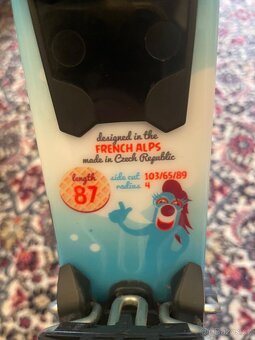 designed in the
FRENCH ALPS
made in Czech Republic
length
87
side cut 103/65/89
radius 4